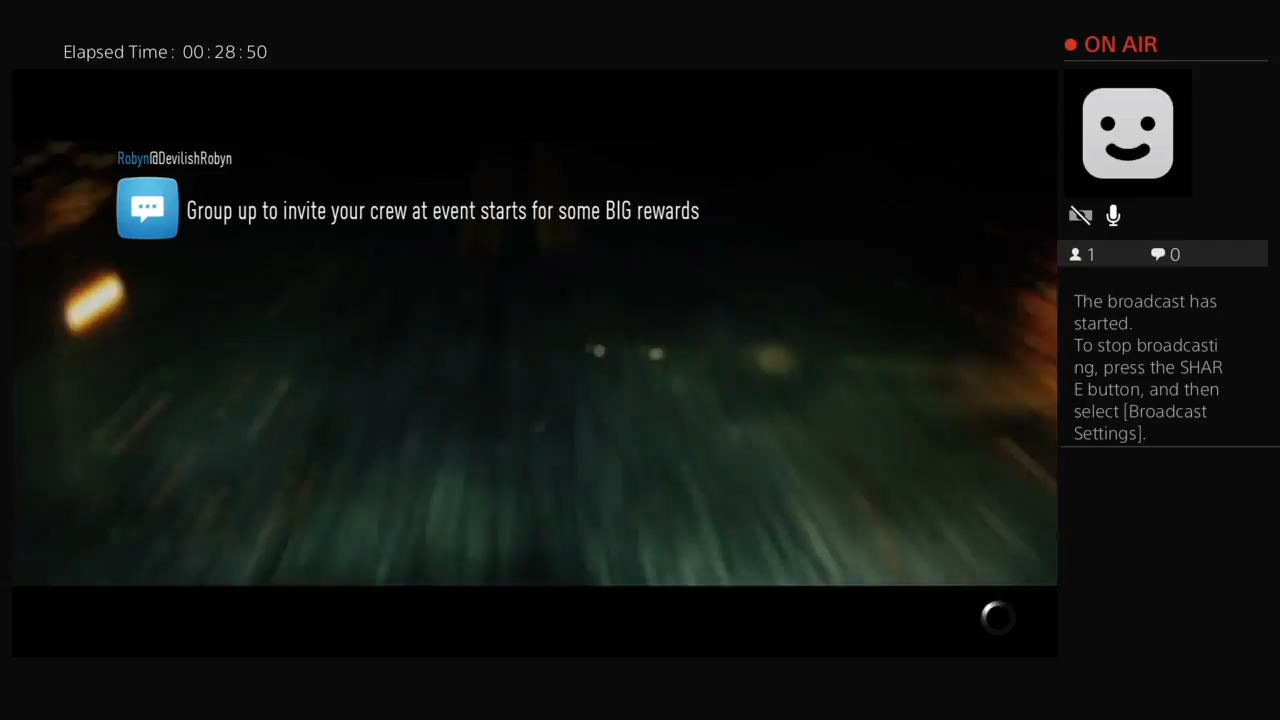 Elapsed Time: 00:28:50
ON AIR
Robyn@DevilishRobyn
Group up to invite your crew at event starts for some BIG rewards
1 0
The broadcast has
started.
To stop broadcasti
ng, press the SHAR
E button, and then
select [Broadcast
Settings].